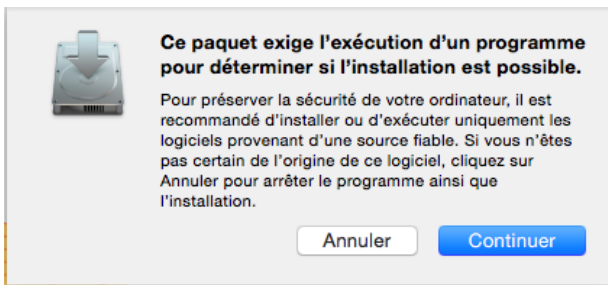 Ce paquet exige l’exécution d’un programme
pour déterminer si l’installation est possible.
Pour préserver la sécurité de votre ordinateur, il est
recommandé d’installer ou d’exécuter uniquement les
logiciels provenant d’une source fiable. Si vous n’êtes
pas certain de l’origine de ce logiciel, cliquez sur
Annuler pour arrêter le programme ainsi que
l’installation.
Annuler
Continuer